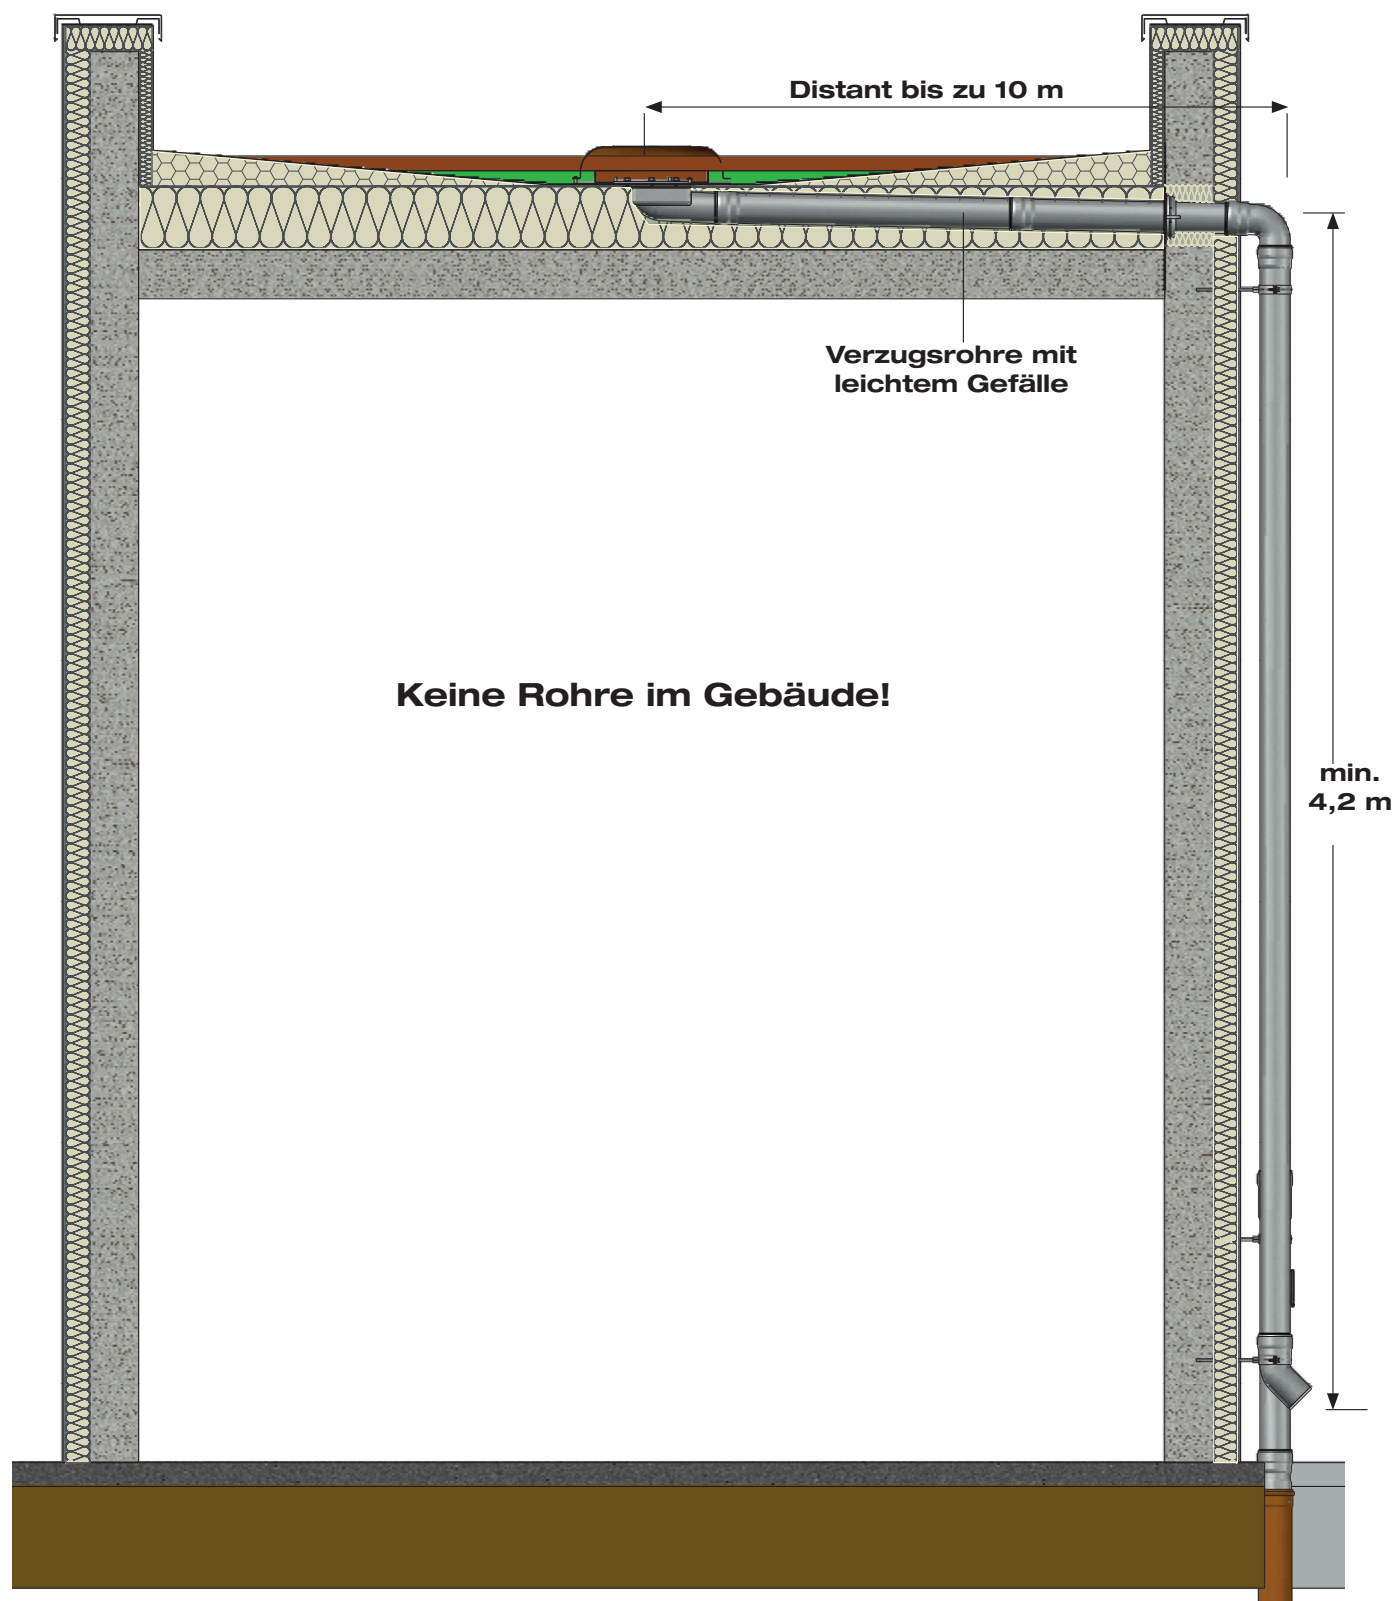 Distant bis zu 10 m
Verzugsrohre mit
leichtem Gefälle
Keine Rohre im Gebäude!
min.
4,2 m